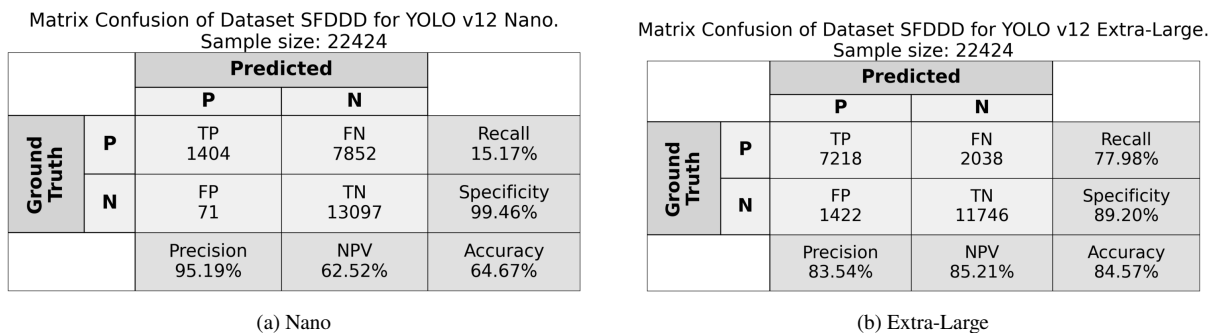 Matrix Confusion of Dataset SFDDD for YOLO v12 Nano.
Sample size: 22424
Predicted
P N
Ground Truth
P
TP 1404
FN 7852
Recall 15.17%
N
FP 71
TN 13097
Specificity 99.46%
Precision 95.19%
NPV 62.52%
Accuracy 64.67%
(a) Nano
Matrix Confusion of Dataset SFDDD for YOLO v12 Extra-Large.
Sample size: 22424
Predicted
P N
Ground Truth
P
TP 7218
FN 2038
Recall 77.98%
N
FP 1422
TN 11746
Specificity 89.20%
Precision 83.54%
NPV 85.21%
Accuracy 84.57%
(b) Extra-Large